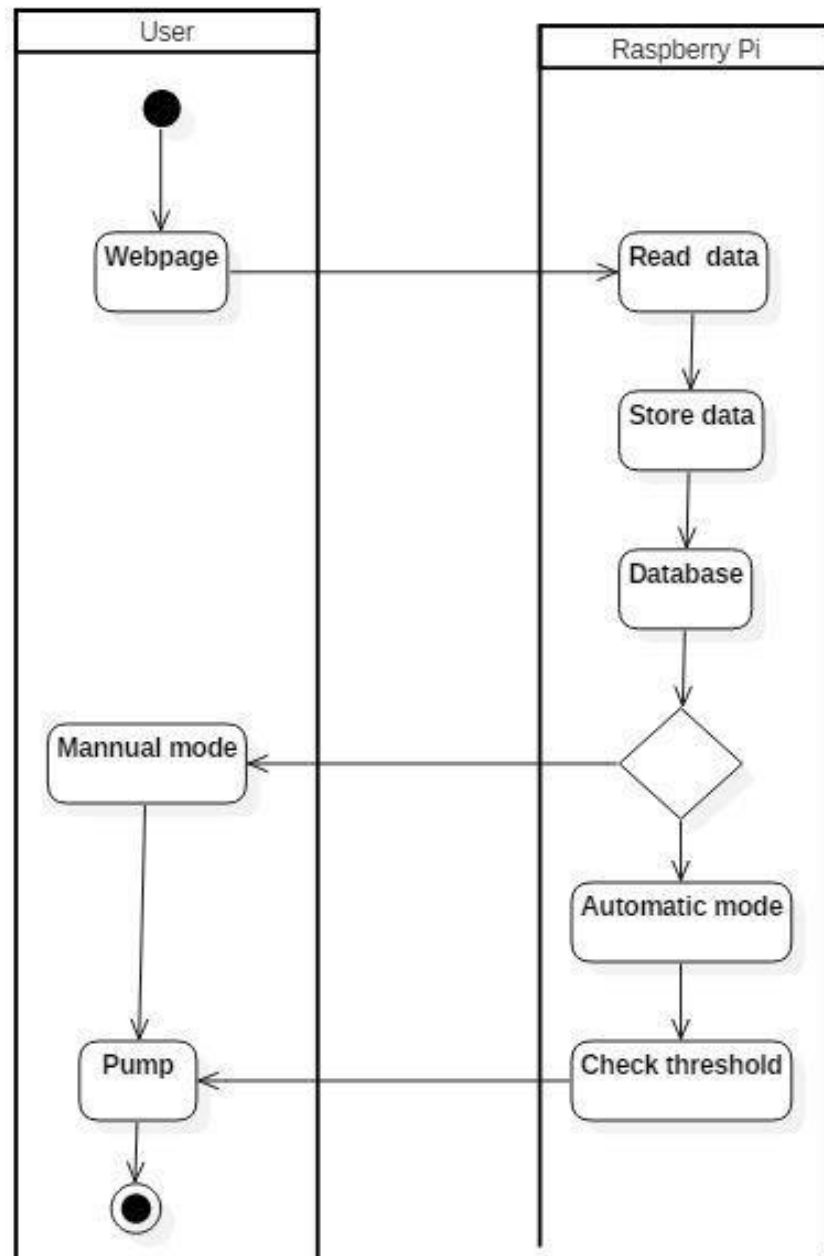 User
Raspberry Pi
Webpage
Read data
Store data
Database
Mannual mode
Automatic mode
Pump
Check threshold